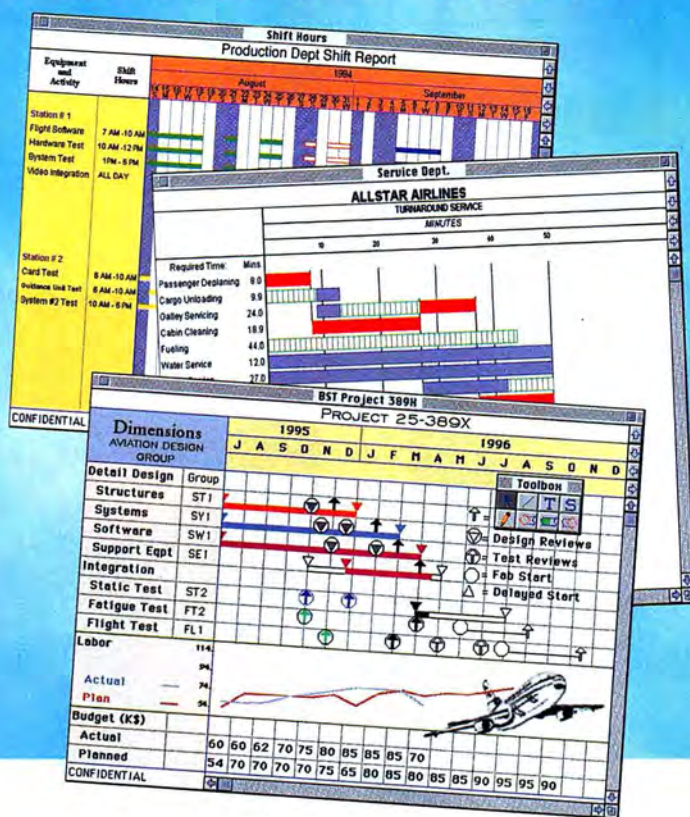 Shift Hours
Production Dept Shift Report
Equipment and Activity
Shift Hours
1994
August
September
Station # 1
Flight Software 7 AM -10 AM
Hardware Test 10 AM -12 PM
System Test 1PM - 5 PM
Video Integration ALL DAY
Station # 2
Card Test 8 AM -10 AM
Guidance Unit Test 6 AM -10 AM
System #2 Test 10 AM - 6 PM
CONFIDENTIAL
Service Dept.
ALLSTAR AIRLINES
TURNAROUND SERVICE
MINUTES
10 20 30 40 50
Required Time: Mins
Passenger Deplaning 8.0
Cargo Unloading 9.9
Galley Servicing 24.0
Cabin Cleaning 18.9
Fueling 44.0
Water Service 12.0
27.0
BST Project 389X
PROJECT 25-389X
Dimensions
AVIATION DESIGN
GROUP
1995 1996
J A S O N D J F M A M J J A S O N D
Toolbox
T S
Detail Design Group
Structures ST1
Systems SY1
Software SW1
Support Eqpt SE1
Integration
Static Test ST2
Fatigue Test FT2
Flight Test FL1
= Design Reviews
= Test Reviews
= Fab Start
= Delayed Start
Labor 114.
94.
Actual 74.
Plan 54.
Budget (K$)
Actual 60 60 62 70 75 80 85 85 85 70
Planned 54 70 70 70 70 75 65 80 85 80 85 85 90 95 95 90
CONFIDENTIAL